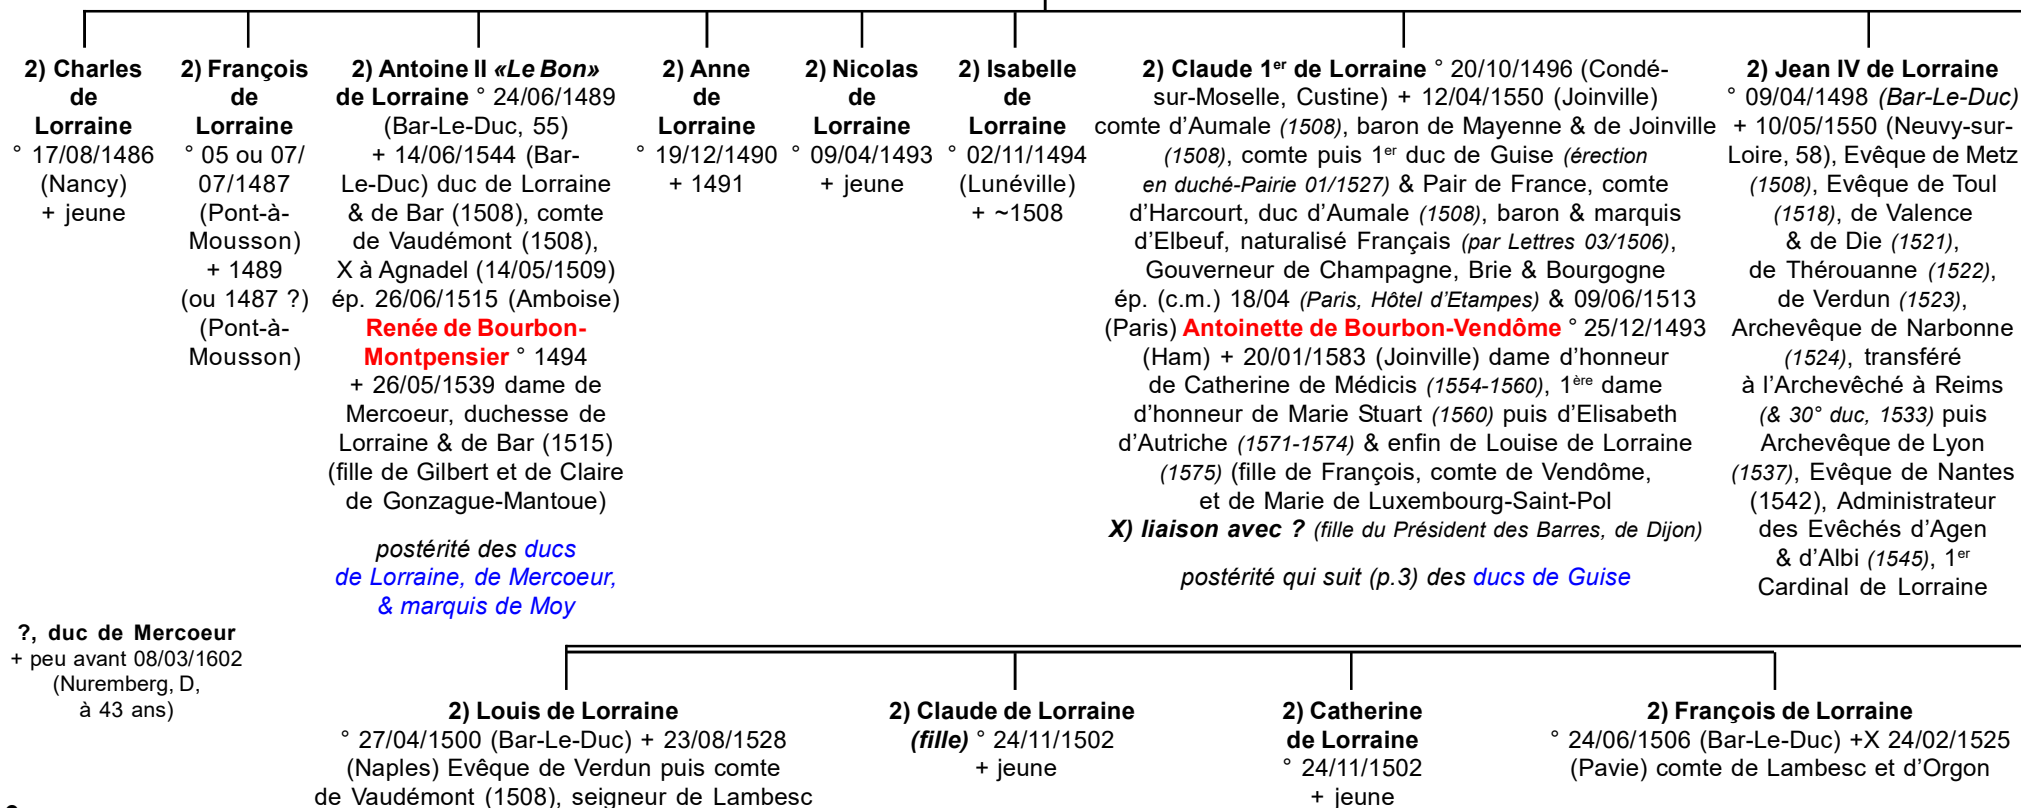 2) Charles
de
Lorraine
° 17/08/1486
(Nancy)
+ jeune
2) François
de
Lorraine
° 05 ou 07/
07/1487
(Pont-à-
Mousson)
+ 1489
(ou 1487 ?)
(Pont-à-
Mousson)
2) Antoine II «Le Bon»
de Lorraine ° 24/06/1489
(Bar-Le-Duc, 55)
+ 14/06/1544 (Bar-
Le-Duc) duc de Lorraine
& de Bar (1508), comte
de Vaudémont (1508),
X à Agnadel (14/05/1509)
ép. 26/06/1515 (Amboise)
Renée de Bourbon-
Montpensier ° 1494
+ 26/05/1539 dame de
Mercoeur, duchesse de
Lorraine & de Bar (1515)
(fille de Gilbert et de Claire
de Gonzague-Mantoue)
postérité des ducs
de Lorraine, de Mercoeur,
& marquis de Moy
2) Anne
de
Lorraine
° 19/12/1490
+ 1491
2) Nicolas
de
Lorraine
° 09/04/1493
+ jeune
2) Isabelle
de
Lorraine
° 02/11/1494
(Lunéville)
+ ~1508
2) Claude 1er de Lorraine ° 20/10/1496 (Condé-
sur-Moselle, Custine) + 12/04/1550 (Joinville)
comte d'Aumale (1508), baron de Mayenne & de Joinville
(1508), comte puis 1er duc de Guise (érection
en duché-Pairie 01/1527) & Pair de France, comte
d'Harcourt, duc d'Aumale (1508), baron & marquis
d'Elbeuf, naturalisé Français (par Lettres 03/1506),
Gouverneur de Champagne, Brie & Bourgogne
ép. (c.m.) 18/04 (Paris, Hôtel d'Etampes) & 09/06/1513
(Paris) Antoinette de Bourbon-Vendôme ° 25/12/1493
(Ham) + 20/01/1583 (Joinville) dame d'honneur
de Catherine de Médicis (1554-1560), 1ère dame
d'honneur de Marie Stuart (1560) puis d'Elisabeth
d'Autriche (1571-1574) & enfin de Louise de Lorraine
(1575) (fille de François, comte de Vendôme,
et de Marie de Luxembourg-Saint-Pol
X) liaison avec ? (fille du Président des Barres, de Dijon)
postérité qui suit (p.3) des ducs de Guise
2) Jean IV de Lorraine
° 09/04/1498 (Bar-Le-Duc)
+ 10/05/1550 (Neuvy-sur-
Loire, 58), Evêque de Metz
(1508), Evêque de Toul
(1518), de Valence
& de Die (1521),
de Thérouanne (1522),
de Verdun (1523),
Archevêque de Narbonne
(1524), transféré
à l'Archevêché à Reims
(& 30° duc, 1533) puis
Archevêque de Lyon
(1537), Evêque de Nantes
(1542), Administrateur
des Evêchés d'Agen
& d'Albi (1545), 1er
Cardinal de Lorraine
?, duc de Mercoeur
+ peu avant 08/03/1602
(Nuremberg, D,
à 43 ans)
2) Louis de Lorraine
° 27/04/1500 (Bar-Le-Duc) + 23/08/1528
(Naples) Evêque de Verdun puis comte
de Vaudémont (1508), seigneur de Lambesc
2) Claude de Lorraine
(fille) ° 24/11/1502
+ jeune
2) Catherine
de Lorraine
° 24/11/1502
+ jeune
2) François de Lorraine
° 24/06/1506 (Bar-Le-Duc) +X 24/02/1525
(Pavie) comte de Lambesc et d'Orgon